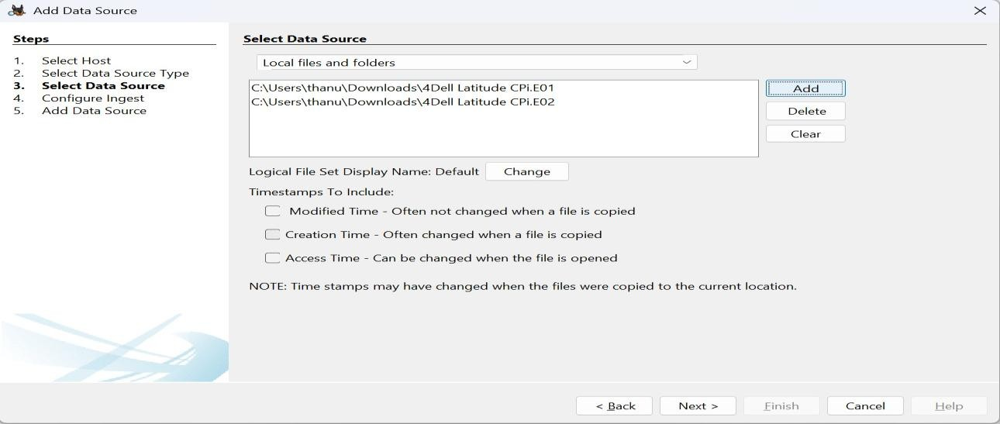 Add Data Source
Steps
1. Select Host
2. Select Data Source Type
3. Select Data Source
4. Configure Ingest
5. Add Data Source
Select Data Source
Local files and folders
C:\Users\thanu\Downloads\4Dell Latitude CPi.E01
C:\Users\thanu\Downloads\4Dell Latitude CPi.E02
Add
Delete
Clear
Logical File Set Display Name: Default Change
Timestamps To Include:
Modified Time - Often not changed when a file is copied
Creation Time - Often changed when a file is copied
Access Time - Can be changed when the file is opened
NOTE: Time stamps may have changed when the files were copied to the current location.
< Back Next > Finish Cancel Help